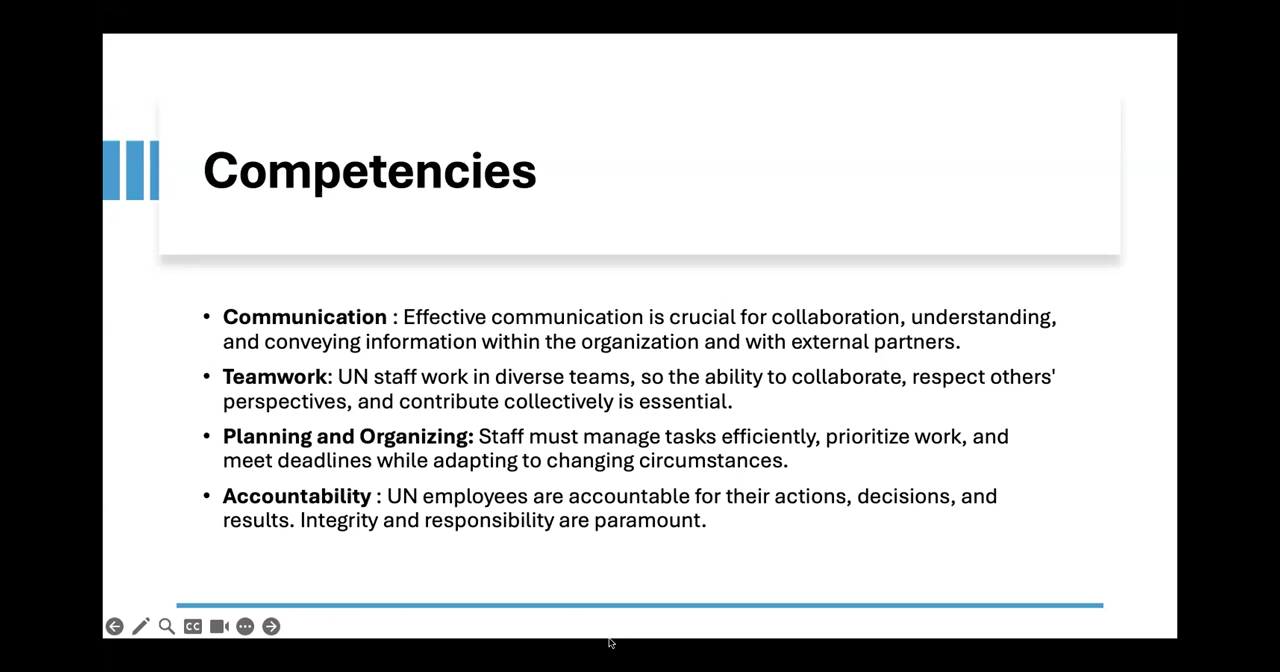 Competencies
• Communication : Effective communication is crucial for collaboration, understanding,
and conveying information within the organization and with external partners.
• Teamwork: UN staff work in diverse teams, so the ability to collaborate, respect others'
perspectives, and contribute collectively is essential.
• Planning and Organizing: Staff must manage tasks efficiently, prioritize work, and
meet deadlines while adapting to changing circumstances.
• Accountability : UN employees are accountable for their actions, decisions, and
results. Integrity and responsibility are paramount.
CC